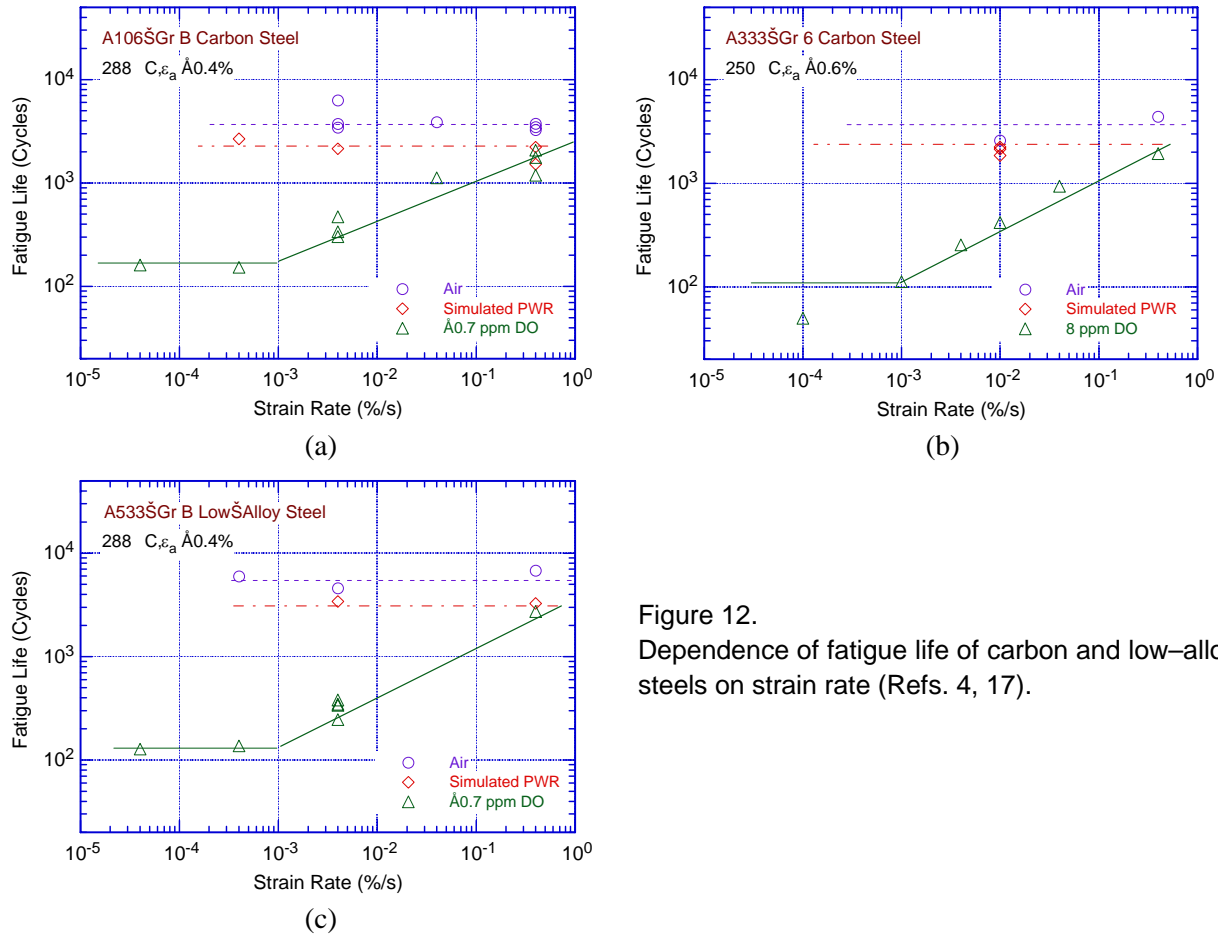 A106ŠGr B Carbon Steel
288 C,εa Å0.4%
Fatigue Life (Cycles)
10^4
10^3
10^2
Air
Simulated PWR
Å0.7 ppm DO
10^-5 10^-4 10^-3 10^-2 10^-1 10^0
Strain Rate (%/s)
(a)
A333ŠGr 6 Carbon Steel
250 C,εa Å0.6%
Fatigue Life (Cycles)
10^4
10^3
10^2
Air
Simulated PWR
8 ppm DO
10^-5 10^-4 10^-3 10^-2 10^-1 10^0
Strain Rate (%/s)
(b)
A533ŠGr B LowŠAlloy Steel
288 C,εa Å0.4%
Fatigue Life (Cycles)
10^4
10^3
10^2
Air
Simulated PWR
Å0.7 ppm DO
10^-5 10^-4 10^-3 10^-2 10^-1 10^0
Strain Rate (%/s)
(c)
Figure 12.
Dependence of fatigue life of carbon and low–allo
steels on strain rate (Refs. 4, 17).